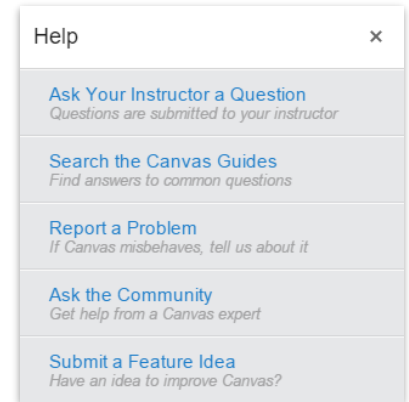 Help ×
Ask Your Instructor a Question
Questions are submitted to your instructor
Search the Canvas Guides
Find answers to common questions
Report a Problem
If Canvas misbehaves, tell us about it
Ask the Community
Get help from a Canvas expert
Submit a Feature Idea
Have an idea to improve Canvas?